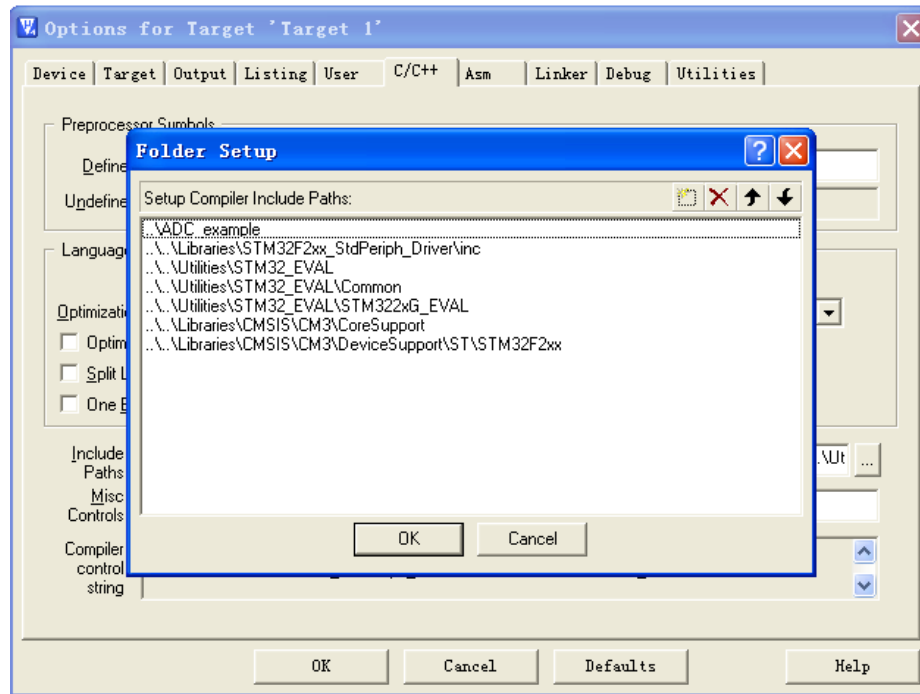 Options for Target 'Target 1'
Device Target Output Listing User C/C++ Asm Linker Debug Utilities
Preprocessor Symbols
Define
Undefine
Folder Setup
Setup Compiler Include Paths:
..\ADC_example
..\..\Libraries\STM32F2xx_StdPeriph_Driver\inc
..\..\Utilities\STM32_EVAL
..\..\Utilities\STM32_EVAL\Common
..\..\Utilities\STM32_EVAL\STM322xG_EVAL
..\..\Libraries\CMSIS\CM3\CoreSupport
..\..\Libraries\CMSIS\CM3\DeviceSupport\ST\STM32F2xx
OK Cancel
Language
Optimizati
Optim
Split L
One E
Include
Paths
.\Ut ...
Misc
Controls
Compiler
control
string
OK Cancel Defaults Help